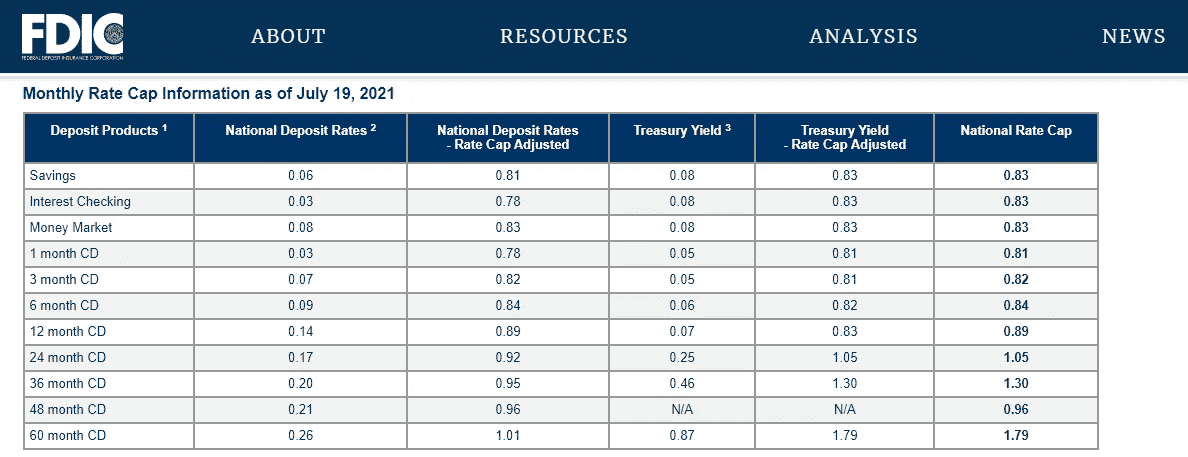 FDIC
FEDERAL DEPOSIT INSURANCE CORPORATION
ABOUT RESOURCES ANALYSIS NEWS
Monthly Rate Cap Information as of July 19, 2021
Deposit Products 1 National Deposit Rates 2 National Deposit Rates - Rate Cap Adjusted Treasury Yield 3 Treasury Yield - Rate Cap Adjusted National Rate Cap
Savings 0.06 0.81 0.08 0.83 0.83
Interest Checking 0.03 0.78 0.08 0.83 0.83
Money Market 0.08 0.83 0.08 0.83 0.83
1 month CD 0.03 0.78 0.05 0.81 0.81
3 month CD 0.07 0.82 0.05 0.81 0.82
6 month CD 0.09 0.84 0.06 0.82 0.84
12 month CD 0.14 0.89 0.07 0.83 0.89
24 month CD 0.17 0.92 0.25 1.05 1.05
36 month CD 0.20 0.95 0.46 1.30 1.30
48 month CD 0.21 0.96 N/A N/A 0.96
60 month CD 0.26 1.01 0.87 1.79 1.79